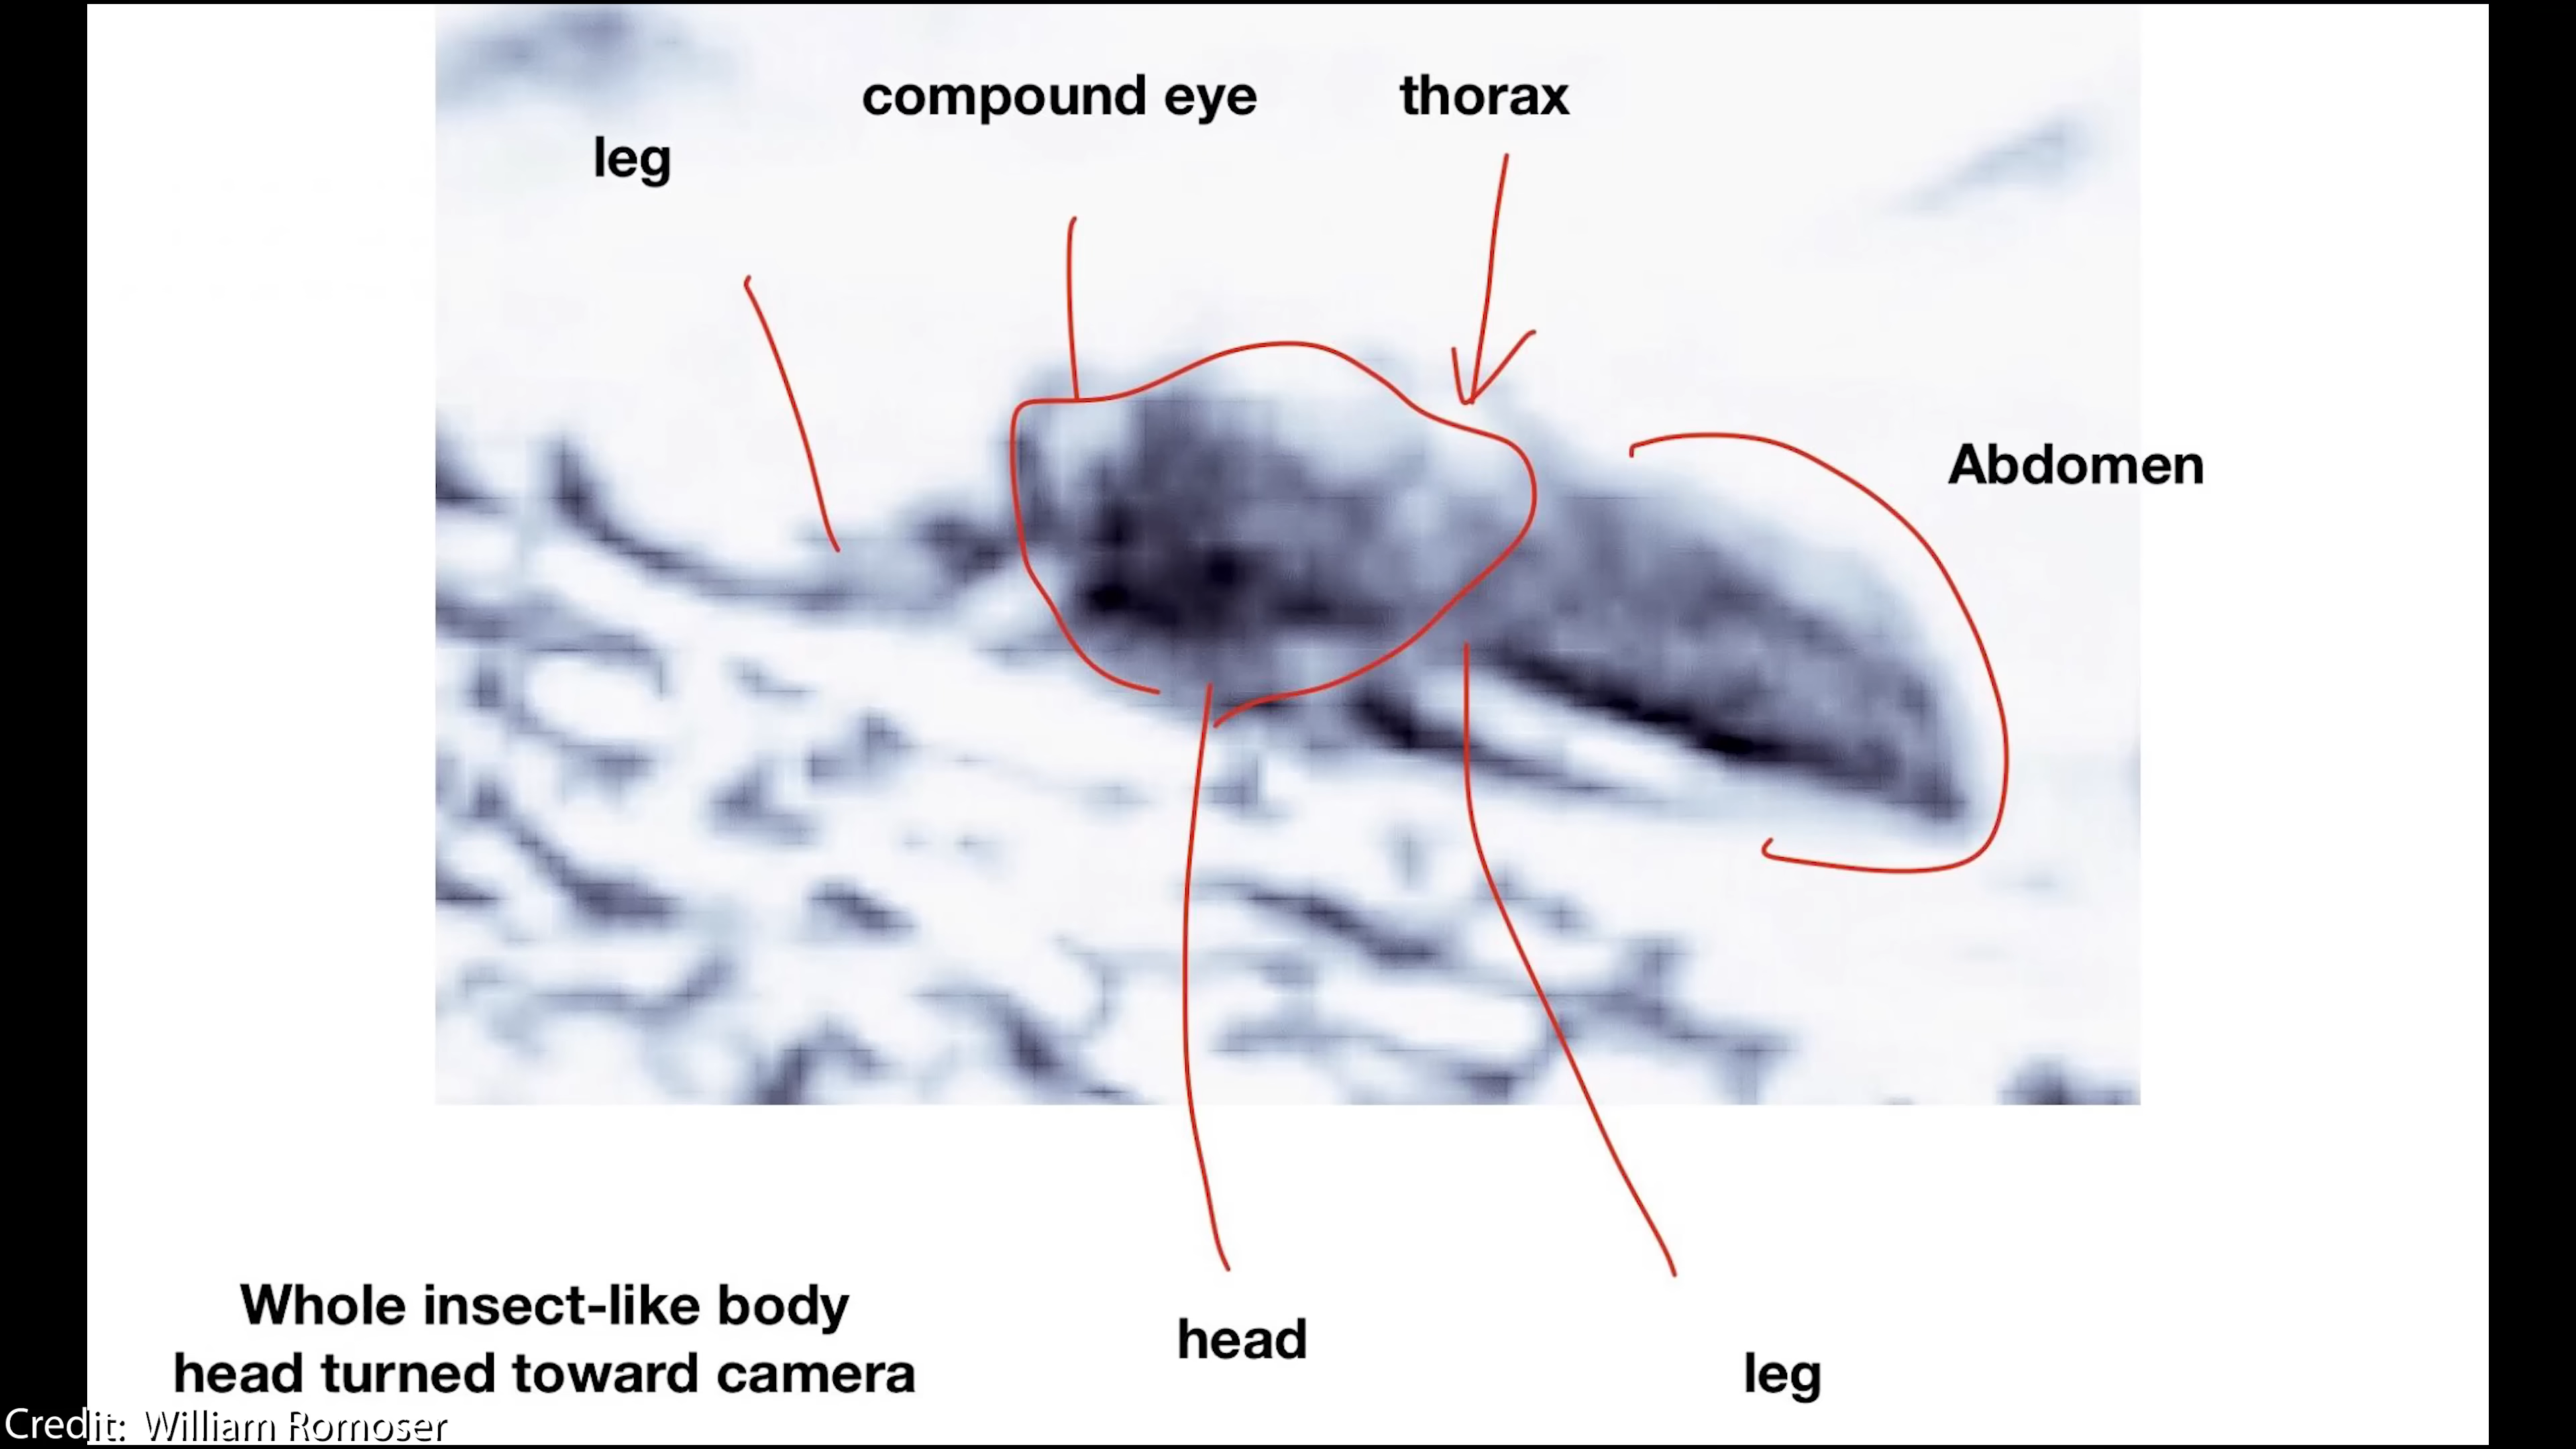 compound eye
thorax
leg
Abdomen
Whole insect-like body
head turned toward camera
head
leg
Credit: William Romoser